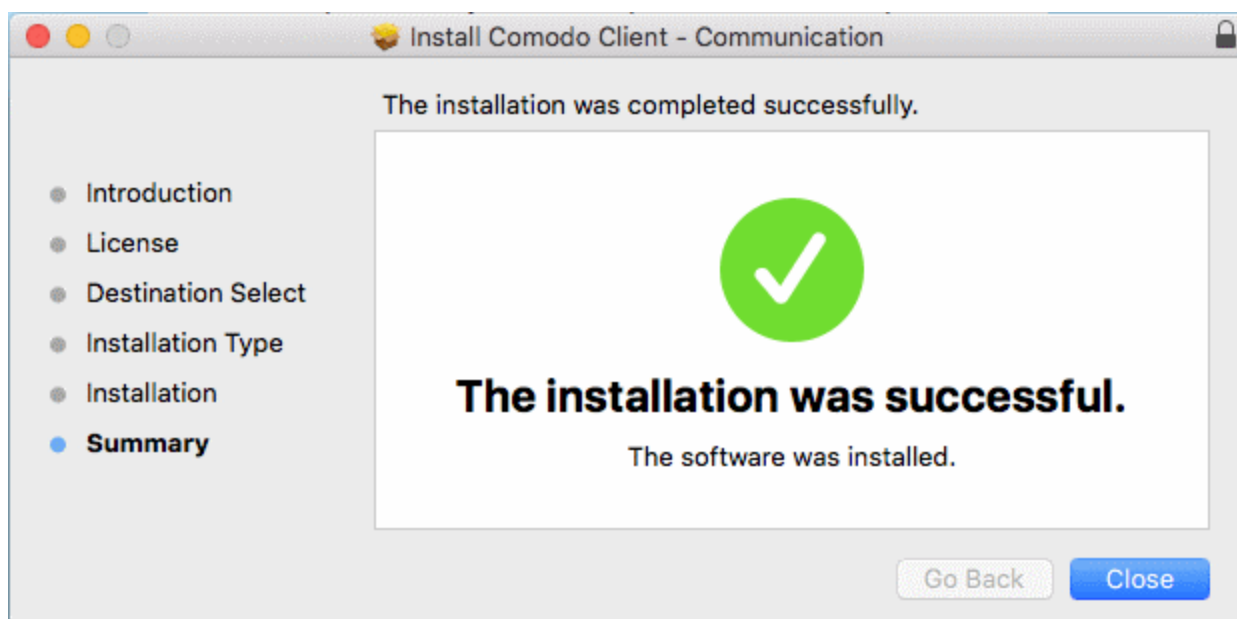 Install Comodo Client - Communication
The installation was completed successfully.
Introduction
License
Destination Select
Installation Type
Installation
Summary
The installation was successful.
The software was installed.
Go Back
Close